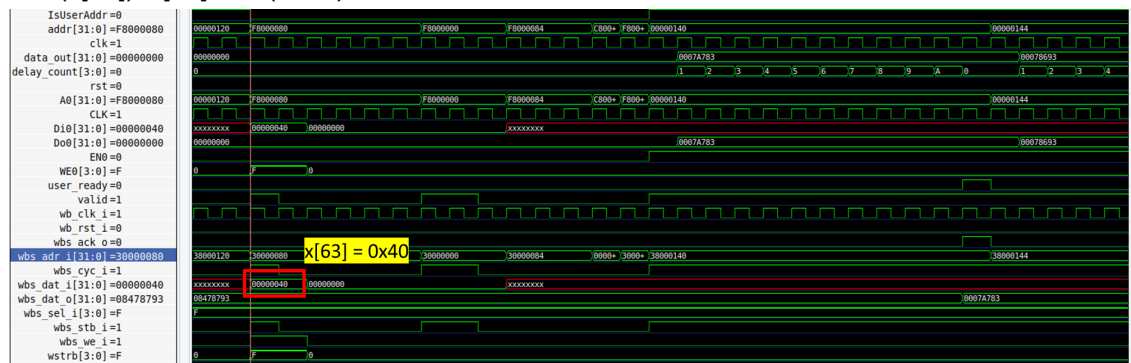 IsUserAddr=0
addr[31:0]=F8000080 00000120 F8000080 F8000000 F8000084 C800+ F800+ 00000140 00000144
clk=1
data_out[31:0]=00000000 00000000 0007A783 00078693
delay_count[3:0]=0 0 1 2 3 4 5 6 7 8 9 A 0 1 2 3 4
rst=0
A0[31:0]=F8000080 00000120 F8000080 F8000000 F8000084 C800+ F800+ 00000140 00000144
CLK=1
Di0[31:0]=00000040 xxxxxxxx 00000040 00000000 xxxxxxxx
Do0[31:0]=00000000 00000000 0007A783 00078693
EN0=0
WE0[3:0]=F 0 F 0
user_ready=0
valid=1
wb_clk_i=1
wb_rst_i=0
wbs_ack_o=0
wbs_adr_i[31:0]=30000080 38000120 30000080 x[63] = 0x40 30000000 30000084 0000+ 3000+ 38000140 38000144
wbs_cyc_i=1
wbs_dat_i[31:0]=00000040 xxxxxxxx 00000040 00000000 xxxxxxxx
wbs_dat_o[31:0]=08478793 08478793 0007A783
wbs_sel_i=F F
wbs_stb_i=1
wbs_we_i=1
wstrb[3:0]=F 0 F 0